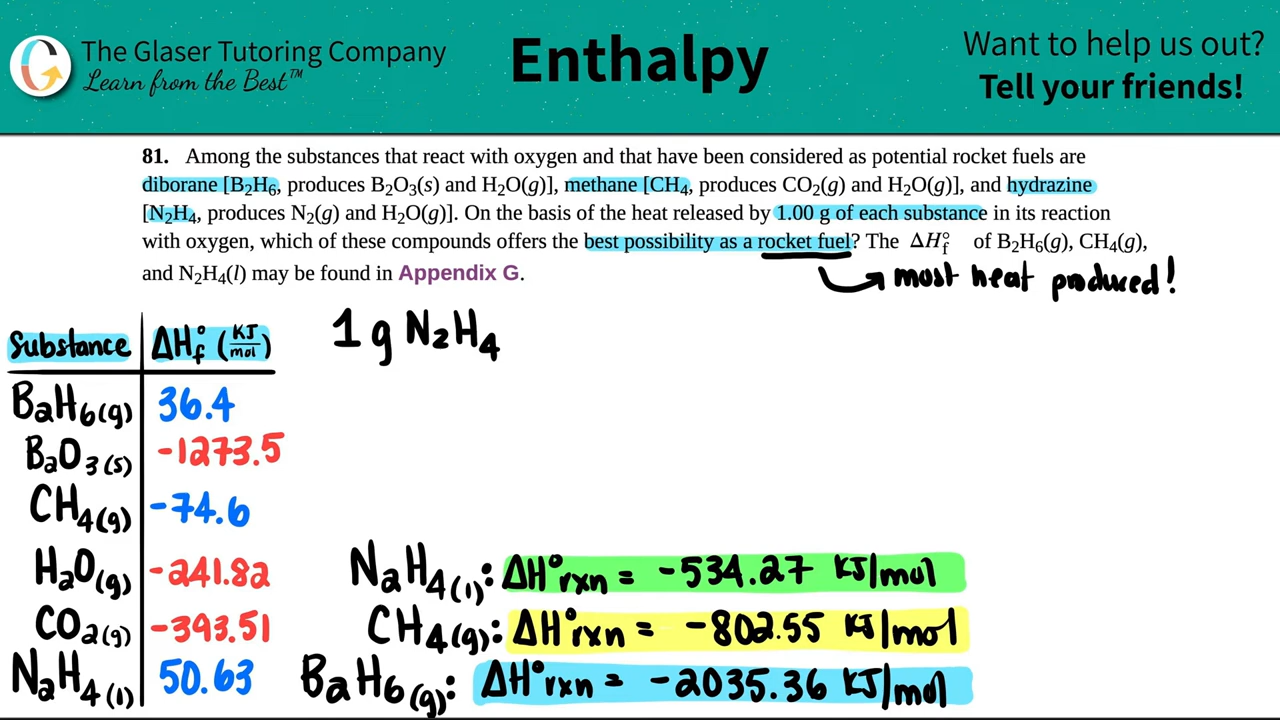 The Glaser Tutoring Company
Learn from the Best™
Enthalpy
Want to help us out?
Tell your friends!
81. Among the substances that react with oxygen and that have been considered as potential rocket fuels are
diborane [B₂H₆, produces B₂O₃(s) and H₂O(g)], methane [CH₄, produces CO₂(g) and H₂O(g)], and hydrazine
[N₂H₄, produces N₂(g) and H₂O(g)]. On the basis of the heat released by 1.00 g of each substance in its reaction
with oxygen, which of these compounds offers the best possibility as a rocket fuel? The ΔH°f of B₂H₆(g), CH₄(g),
and N₂H₄(l) may be found in Appendix G.
most heat produced!
Substance ΔHf° (KJ/mol)
B₂H₆(g) 36.4
B₂O₃(s) -1273.5
CH₄(g) -74.6
H₂O(g) -241.82
CO₂(g) -393.51
N₂H₄(l) 50.63
1 g N₂H₄
N₂H₄(l): ΔH°rxn = -534.27 KJ/mol
CH₄(g): ΔH°rxn = -802.55 KJ/mol
B₂H₆(g): ΔH°rxn = -2035.36 KJ/mol